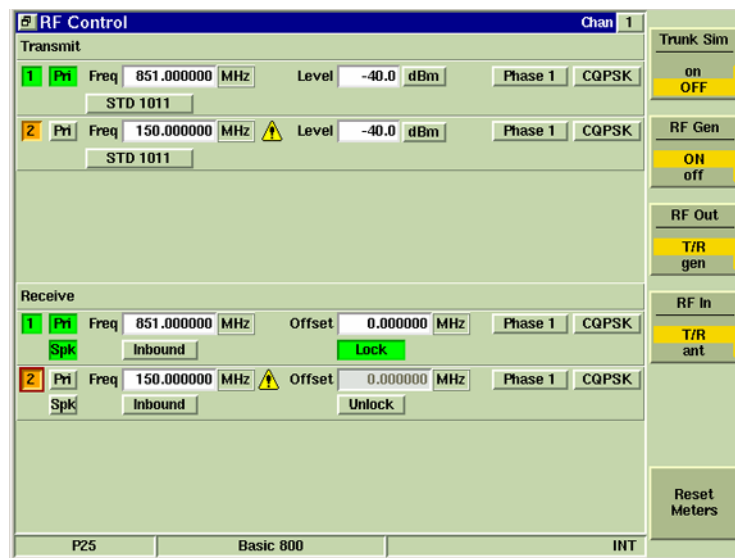 RF Control Chan 1
Transmit
1 Pri Freq 851.000000 MHz Level -40.0 dBm Phase 1 CQPSK
STD 1011
2 Pri Freq 150.000000 MHz Level -40.0 dBm Phase 1 CQPSK
STD 1011
Receive
1 Pri Freq 851.000000 MHz Offset 0.000000 MHz Phase 1 CQPSK
Spk Inbound Lock
2 Pri Freq 150.000000 MHz Offset 0.000000 MHz Phase 1 CQPSK
Spk Inbound Unlock
P25 Basic 800 INT
Trunk Sim
on
OFF
RF Gen
ON
off
RF Out
T/R
gen
RF In
T/R
ant
Reset
Meters